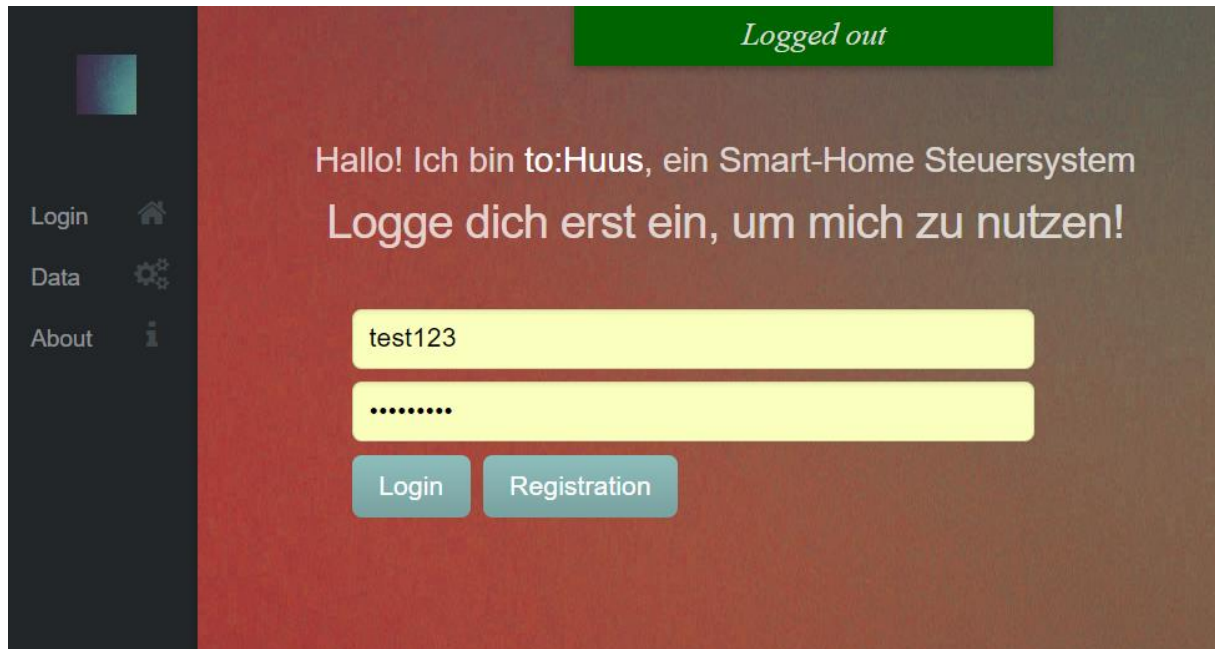 Logged out
Hallo! Ich bin to:Huus, ein Smart-Home Steuersystem
Logge dich erst ein, um mich zu nutzen!
Login
Data
About
test123
•••••••••
Login
Registration